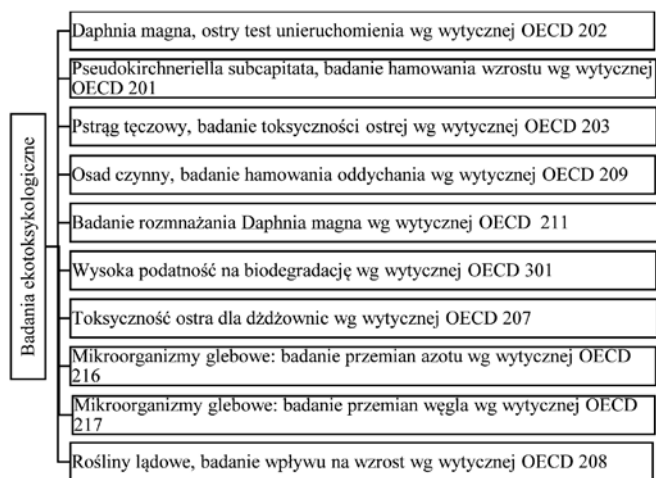 Badania ekotoksykologiczne
Daphnia magna, ostry test unieruchomienia wg wytycznej OECD 202
Pseudokirchneriella subcapitata, badanie hamowania wzrostu wg wytycznej
OECD 201
Pstrąg tęczowy, badanie toksyczności ostrej wg wytycznej OECD 203
Osad czynny, badanie hamowania oddychania wg wytycznej OECD 209
Badanie rozmnażania Daphnia magna wg wytycznej OECD 211
Wysoka podatność na biodegradację wg wytycznej OECD 301
Toksyczność ostra dla dżdżownic wg wytycznej OECD 207
Mikroorganizmy glebowe: badanie przemian azotu wg wytycznej OECD
216
Mikroorganizmy glebowe: badanie przemian węgla wg wytycznej OECD
217
Rośliny lądowe, badanie wpływu na wzrost wg wytycznej OECD 208